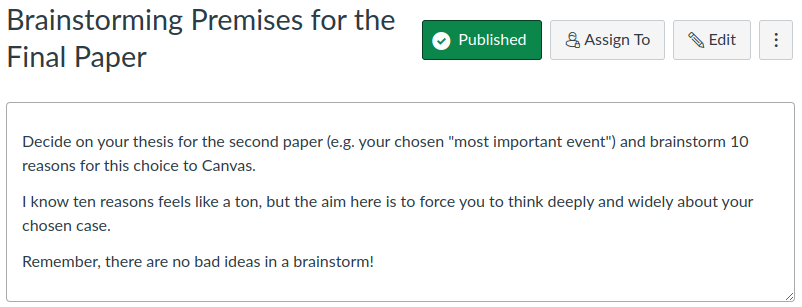 Brainstorming Premises for the
Final Paper
Published
Assign To
Edit
Decide on your thesis for the second paper (e.g. your chosen "most important event") and brainstorm 10
reasons for this choice to Canvas.
I know ten reasons feels like a ton, but the aim here is to force you to think deeply and widely about your
chosen case.
Remember, there are no bad ideas in a brainstorm!